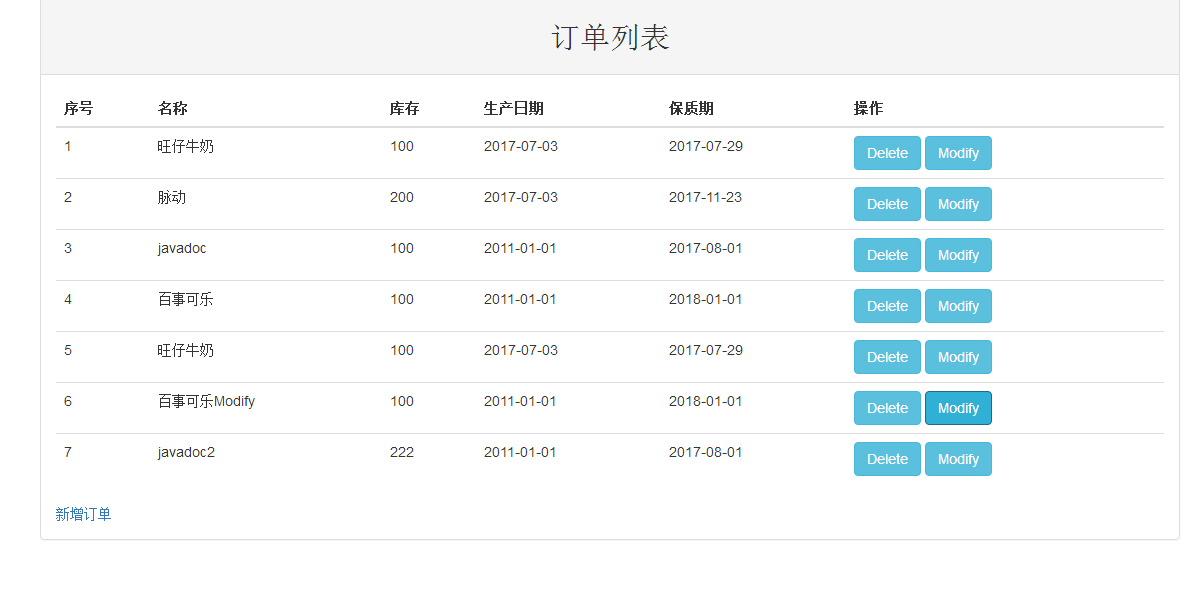 订单列表
序号 名称 库存 生产日期 保质期 操作
1 旺仔牛奶 100 2017-07-03 2017-07-29 Delete Modify
2 脉动 200 2017-07-03 2017-11-23 Delete Modify
3 javadoc 100 2011-01-01 2017-08-01 Delete Modify
4 百事可乐 100 2011-01-01 2018-01-01 Delete Modify
5 旺仔牛奶 100 2017-07-03 2017-07-29 Delete Modify
6 百事可乐Modify 100 2011-01-01 2018-01-01 Delete Modify
7 javadoc2 222 2011-01-01 2017-08-01 Delete Modify
新增订单